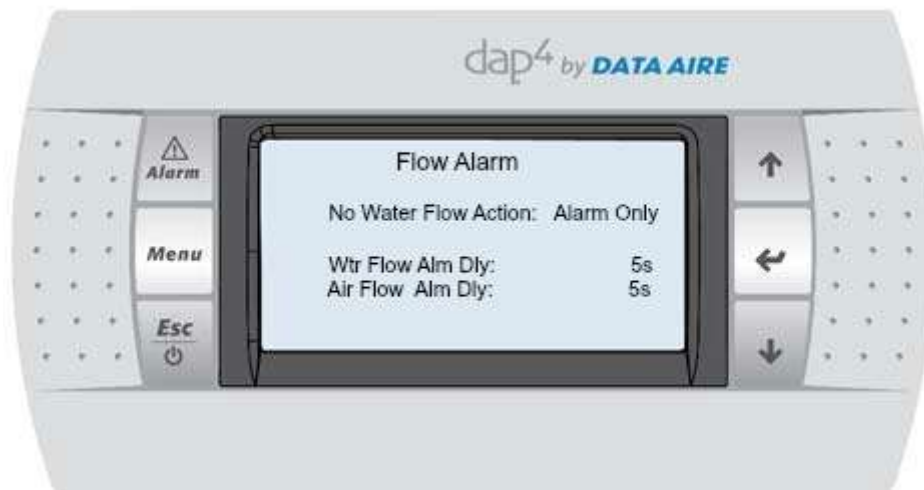 dap4 by DATA AIRE
Alarm
Menu
Esc
Flow Alarm
No Water Flow Action: Alarm Only
Wtr Flow Alm Dly: 5s
Air Flow Alm Dly: 5s